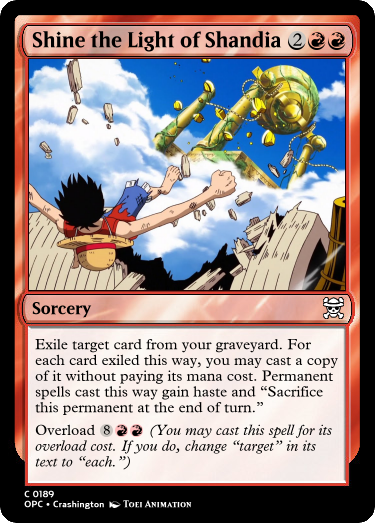 Shine the Light of Shandia 2
Sorcery
Exile target card from your graveyard. For
each card exiled this way, you may cast a copy
of it without paying its mana cost. Permanent
spells cast this way gain haste and “Sacrifice
this permanent at the end of turn.”
Overload 8 (You may cast this spell for its
overload cost. If you do, change “target” in its
text to “each.”)
C 0189
OPC • Crashington Toei Animation